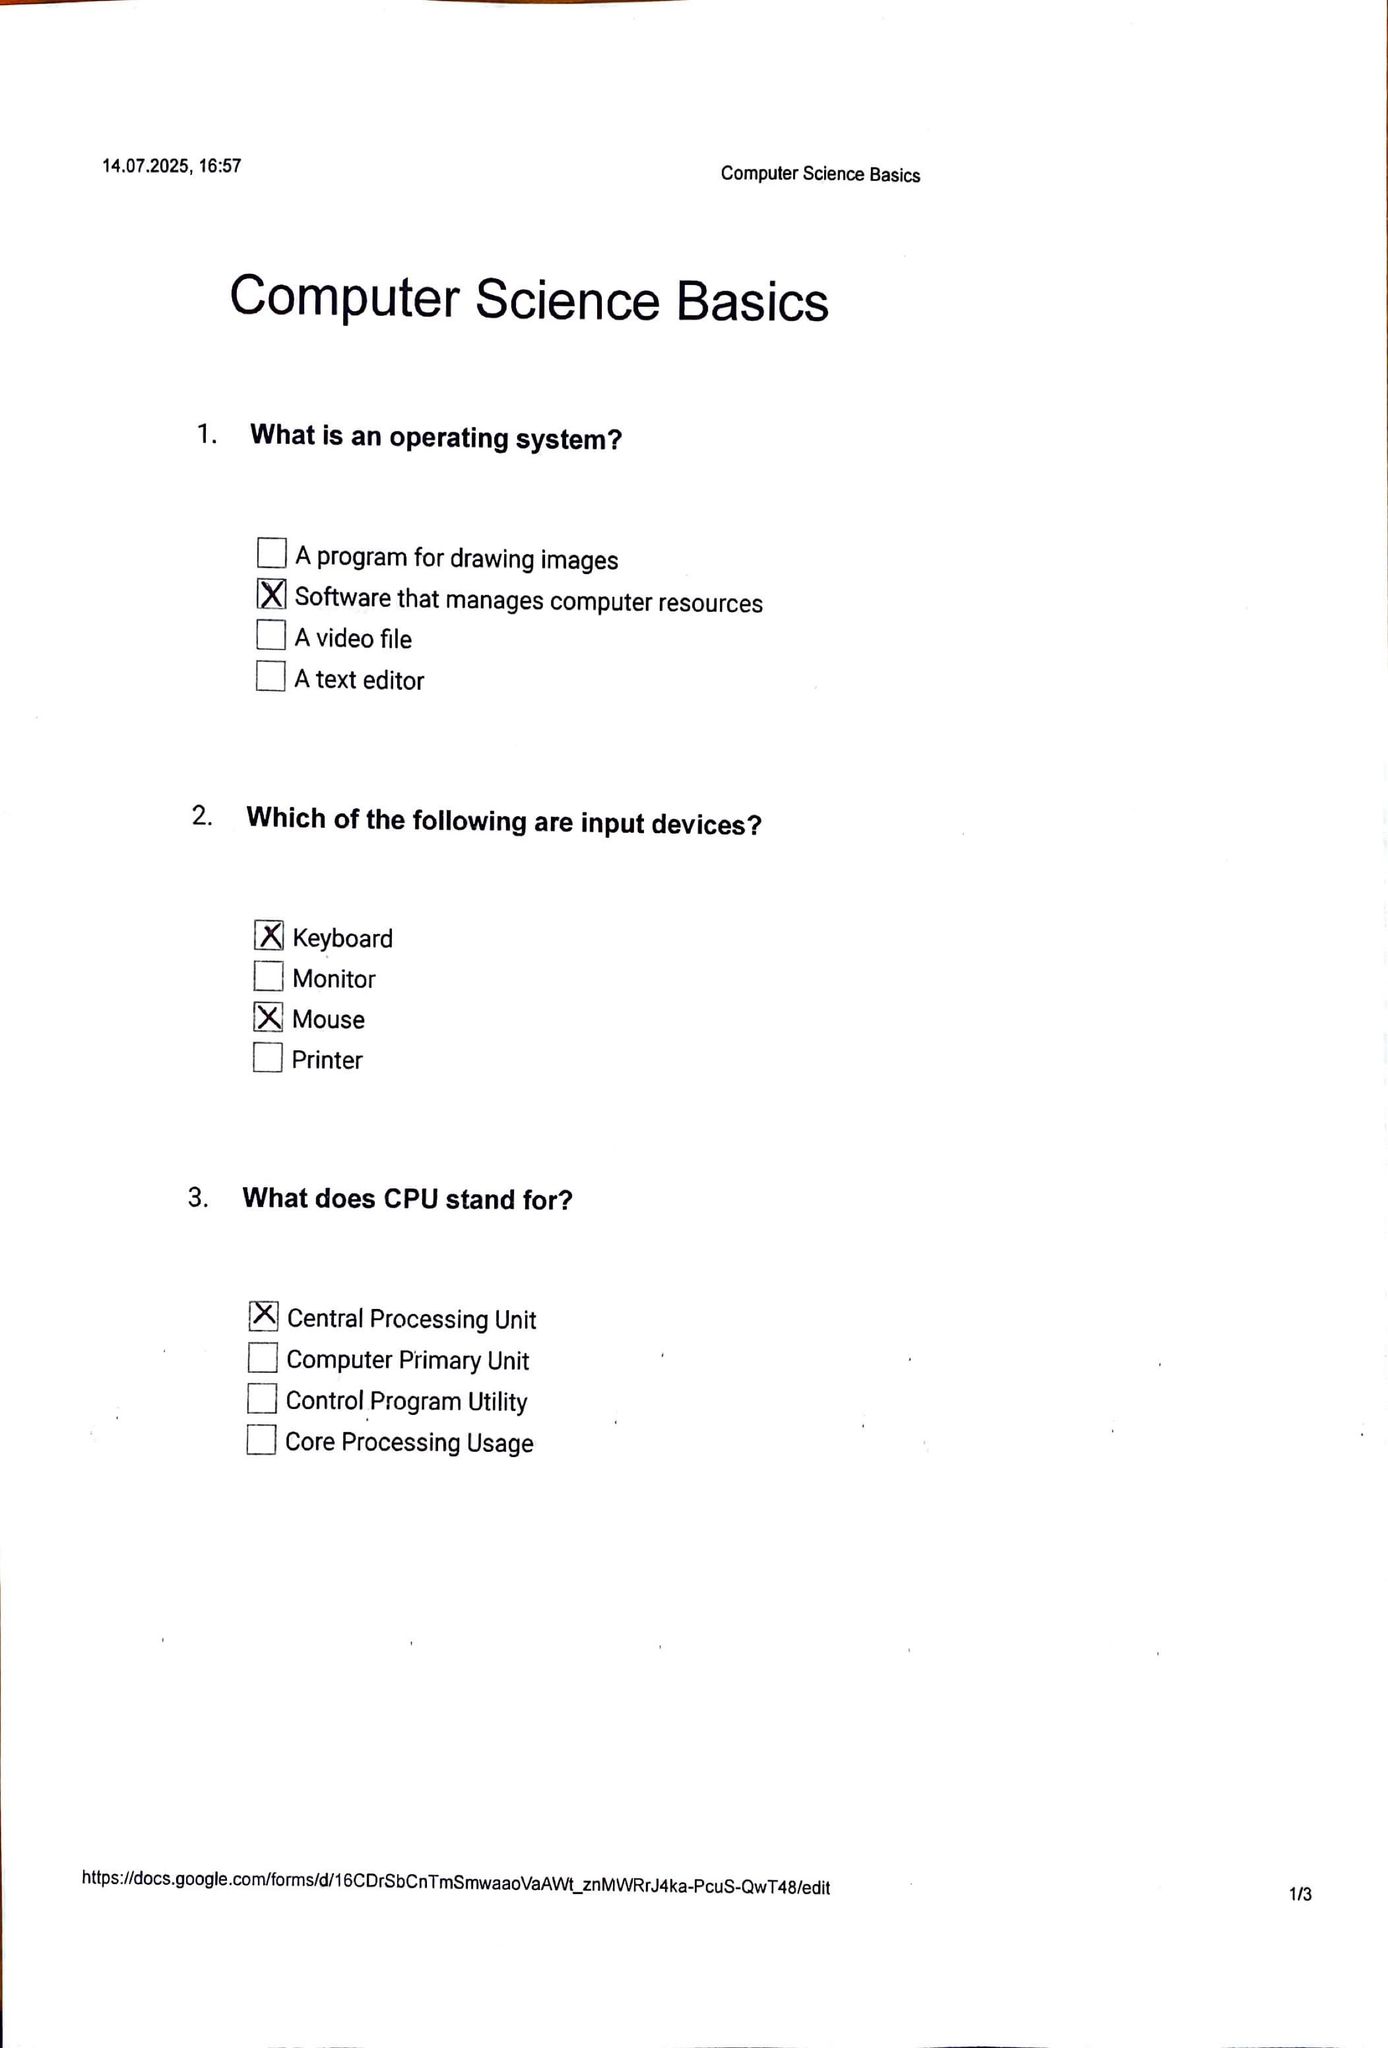 14.07.2025, 16:57
Computer Science Basics
Computer Science Basics
1. What is an operating system?
☐ A program for drawing images
☒ Software that manages computer resources
☐ A video file
☐ A text editor
2. Which of the following are input devices?
☒ Keyboard
☐ Monitor
☒ Mouse
☐ Printer
3. What does CPU stand for?
☒ Central Processing Unit
☐ Computer Primary Unit
☐ Control Program Utility
☐ Core Processing Usage
https://docs.google.com/forms/d/16CDrSbCnTmSmwaaoVaAWt_znMWRrJ4ka-PcuS-QwT48/edit
1/3